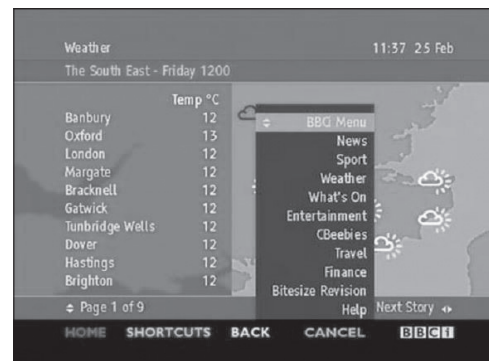 Weather 11:37 25 Feb
The South East - Friday 1200
Temp °C
Banbury 12
Oxford 13
London 12
Margate 12
Bracknell 12
Gatwick 12
Tunbridge Wells 12
Dover 12
Hastings 12
Brighton 12
BBCi Menu
News
Sport
Weather
What's On
Entertainment
CBeebies
Travel
Finance
Bitesize Revision
Help
Page 1 of 9 Next Story
HOME SHORTCUTS BACK CANCEL BBCi